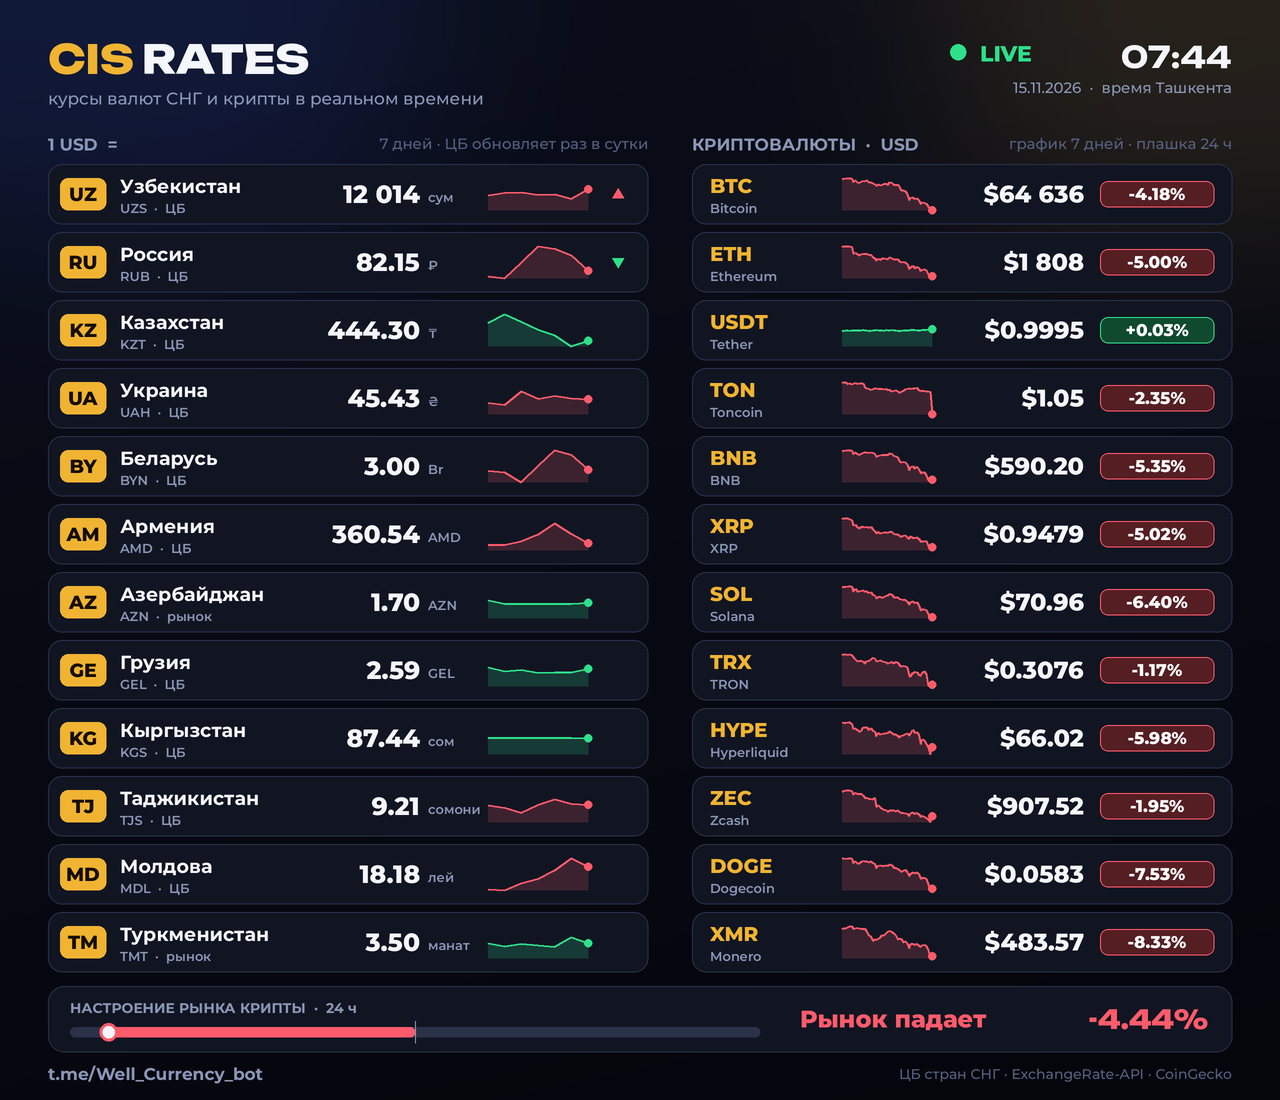 CIS RATES
курсы валют СНГ и крипты в реальном времени
LIVE
07:44
15.11.2026 · время Ташкента
1 USD =
7 дней · ЦБ обновляет раз в сутки
UZ Узбекистан 12 014 сум
UZS · ЦБ
RU Россия 82.15 ₽
RUB · ЦБ
KZ Казахстан 444.30 ₸
KZT · ЦБ
UA Украина 45.43 ₴
UAH · ЦБ
BY Беларусь 3.00 Br
BYN · ЦБ
AM Армения 360.54 AMD
AMD · ЦБ
AZ Азербайджан 1.70 AZN
AZN · рынок
GE Грузия 2.59 GEL
GEL · ЦБ
KG Кыргызстан 87.44 сом
KGS · ЦБ
TJ Таджикистан 9.21 сомони
TJS · ЦБ
MD Молдова 18.18 лей
MDL · ЦБ
TM Туркменистан 3.50 манат
TMT · рынок
КРИПТОВАЛЮТЫ · USD
график 7 дней · плашка 24 ч
BTC $64 636 -4.18%
Bitcoin
ETH $1 808 -5.00%
Ethereum
USDT $0.9995 +0.03%
Tether
TON $1.05 -2.35%
Toncoin
BNB $590.20 -5.35%
BNB
XRP $0.9479 -5.02%
XRP
SOL $70.96 -6.40%
Solana
TRX $0.3076 -1.17%
TRON
HYPE $66.02 -5.98%
Hyperliquid
ZEC $907.52 -1.95%
Zcash
DOGE $0.0583 -7.53%
Dogecoin
XMR $483.57 -8.33%
Monero
НАСТРОЕНИЕ РЫНКА КРИПТЫ · 24 ч
Рынок падает
-4.44%
t.me/Well_Currency_bot
ЦБ стран СНГ · ExchangeRate-API · CoinGecko